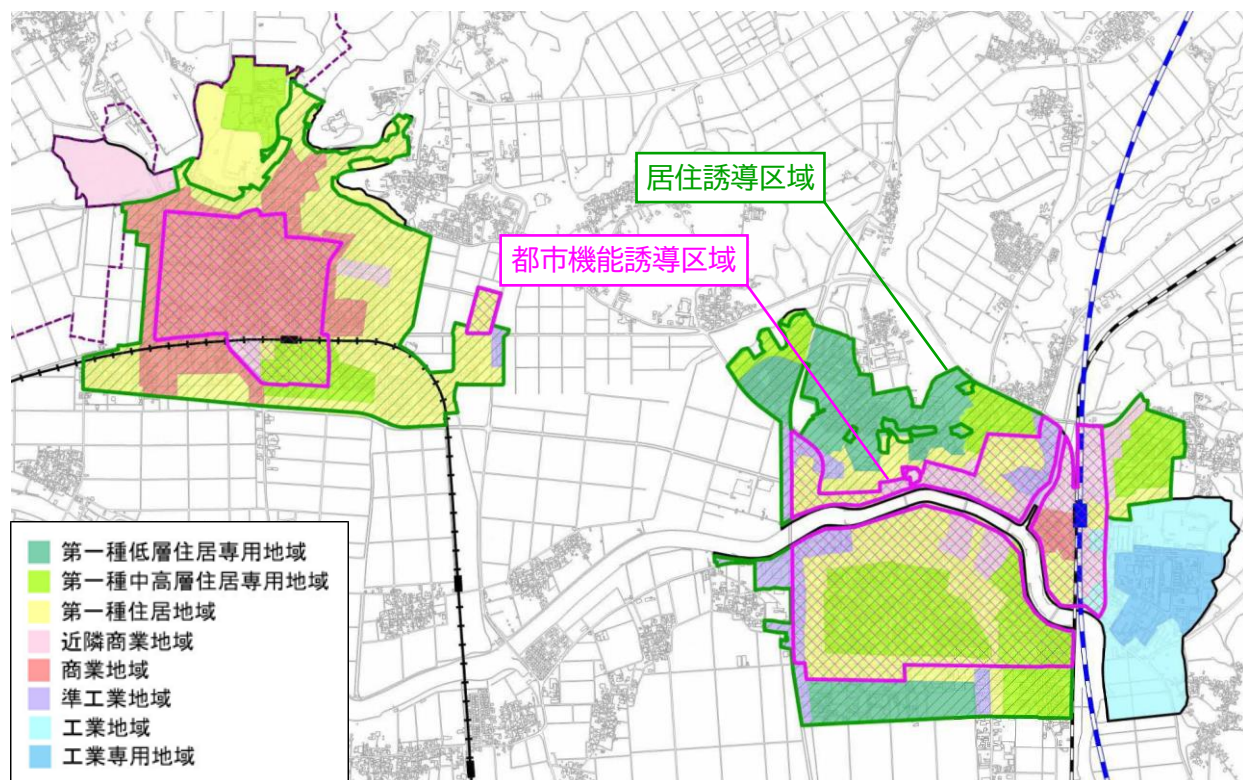 居住誘導区域
都市機能誘導区域
第一種低層住居専用地域
第一種中高層住居専用地域
第一種住居地域
近隣商業地域
商業地域
準工業地域
工業地域
工業専用地域